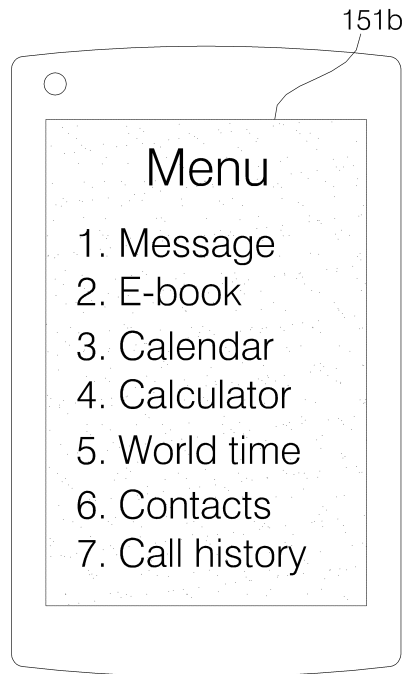 151b
Menu
1. Message
2. E-book
3. Calendar
4. Calculator
5. World time
6. Contacts
7. Call history